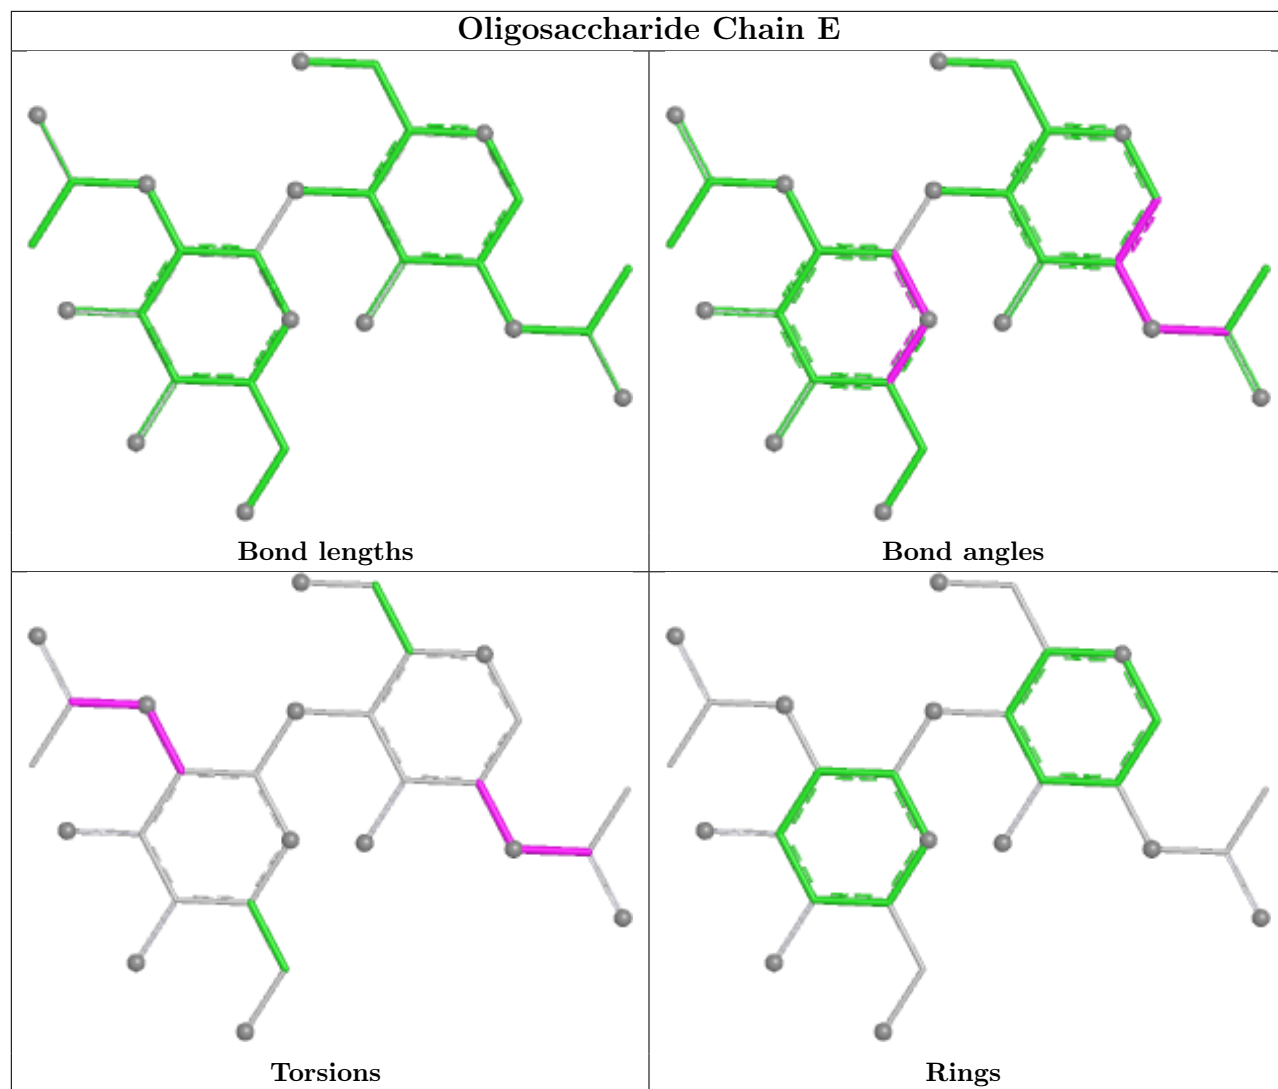 Oligosaccharide Chain E
Bond lengths
Bond angles
Torsions
Rings